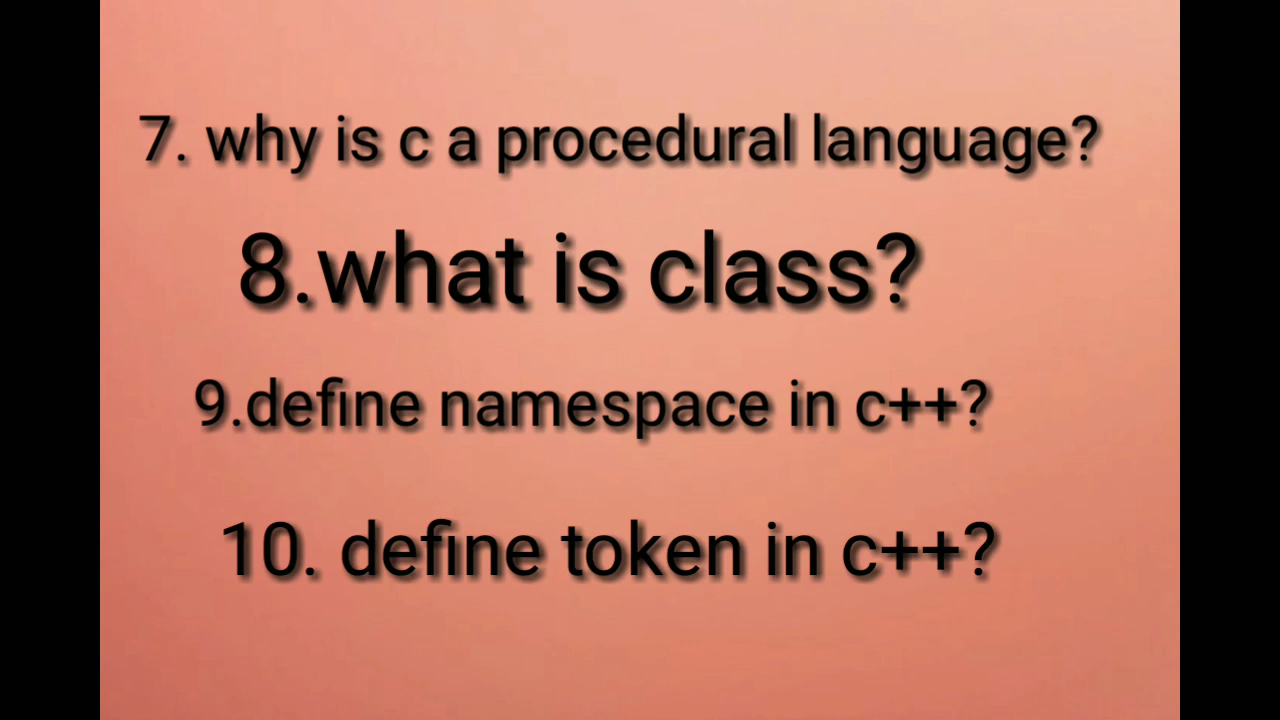 7. why is c a procedural language?
8.what is class?
9.define namespace in c++?
10. define token in c++?